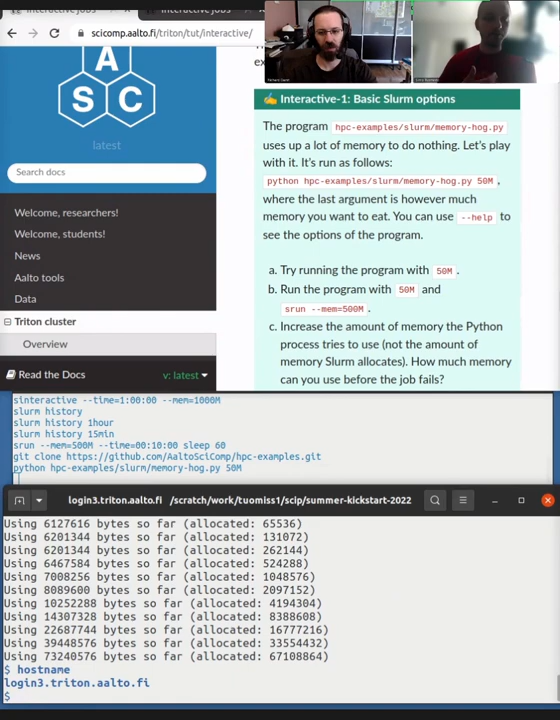 scicomp.aalto.fi/triton/tut/interactive/
A
S C
latest
Search docs
Welcome, researchers!
Welcome, students!
News
Aalto tools
Data
Triton cluster
Overview
Read the Docs
v: latest
Interactive-1: Basic Slurm options
The program hpc-examples/slurm/memory-hog.py
uses up a lot of memory to do nothing. Let's play
with it. It's run as follows:
python hpc-examples/slurm/memory-hog.py 50M ,
where the last argument is however much
memory you want to eat. You can use --help to
see the options of the program.
a. Try running the program with 50M .
b. Run the program with 50M and
srun --mem=500M .
c. Increase the amount of memory the Python
process tries to use (not the amount of
memory Slurm allocates). How much memory
can you use before the job fails?
sinteractive --time=1:00:00 --mem=1000M
slurm history
slurm history 1hour
slurm history 15min
srun --mem=500M --time=00:10:00 sleep 60
git clone https://github.com/AaltoSciComp/hpc-examples.git
python hpc-examples/slurm/memory-hog.py 50M
login3.triton.aalto.fi /scratch/work/tuomiss1/scip/summer-kickstart-2022
Using 6127616 bytes so far (allocated: 65536)
Using 6201344 bytes so far (allocated: 131072)
Using 6201344 bytes so far (allocated: 262144)
Using 6467584 bytes so far (allocated: 524288)
Using 7008256 bytes so far (allocated: 1048576)
Using 8089600 bytes so far (allocated: 2097152)
Using 10252288 bytes so far (allocated: 4194304)
Using 14307328 bytes so far (allocated: 8388608)
Using 22687744 bytes so far (allocated: 16777216)
Using 39448576 bytes so far (allocated: 33554432)
Using 73240576 bytes so far (allocated: 67108864)
$ hostname
login3.triton.aalto.fi
$